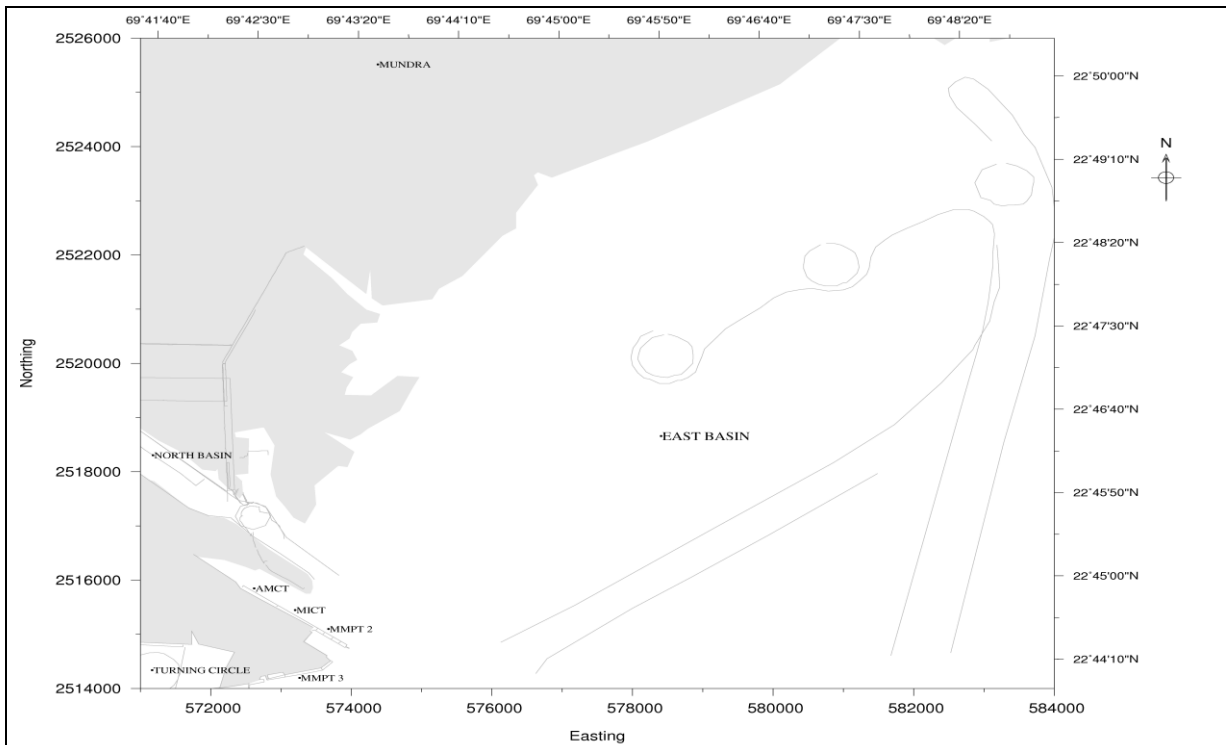 69°41'40"E 69°42'30"E 69°43'20"E 69°44'10"E 69°45'00"E 69°45'50"E 69°46'40"E 69°47'30"E 69°48'20"E
2526000
MUNDRA
22°50'00"N
2524000
22°49'10"N
N
2522000
22°48'20"N
22°47'30"N
Northing
2520000
22°46'40"N
EAST BASIN
NORTH BASIN
2518000
22°45'50"N
2516000
22°45'00"N
AMCT
MICT
MMPT 2
TURNING CIRCLE
22°44'10"N
MMPT 3
2514000
572000 574000 576000 578000 580000 582000 584000
Easting